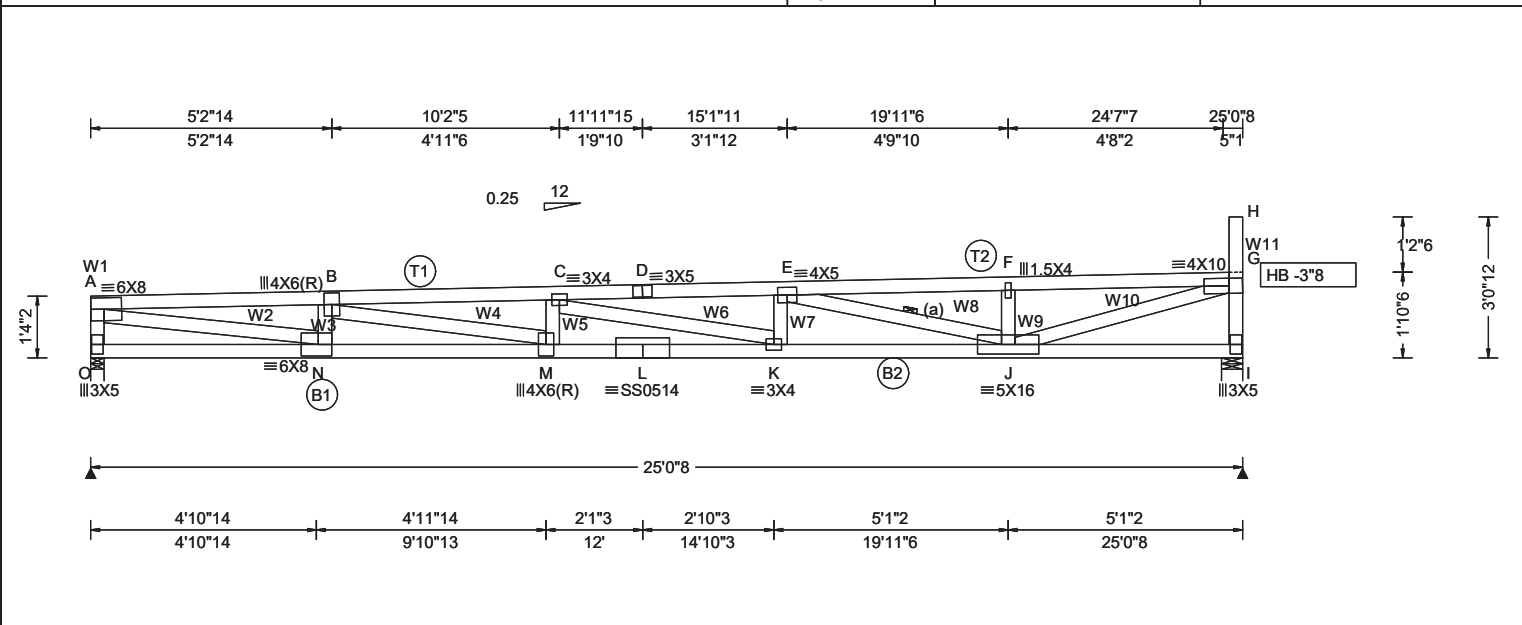 5'2"14 10'2"5 11'11"15 15'1"11 19'11"6 24'7"7 25'0"8
5'2"14 4'11"6 1'9"10 3'1"12 4'9"10 4'8"2 5"1
0.25 12
H
W1 T1 T2 F W11 1'2"6
A ≡6X8 |||4X6(R) B C ≡3X4 D ≡3X5 E ≡4X5 |||1.5X4 ≡4X10 G
HB -3"8
1'4"2 W2 W3 W4 W5 W6 W7 (a) W8 W9 W10 1'10"6 3'0"12
O ≡6X8 N M L K B2 J I
|||3X5 B1 |||4X6(R) ≡SS0514 ≡3X4 ≡5X16 |||3X5
25'0"8
4'10"14 4'11"14 2'1"3 2'10"3 5'1"2 5'1"2
4'10"14 9'10"13 12' 14'10"3 19'11"6 25'0"8